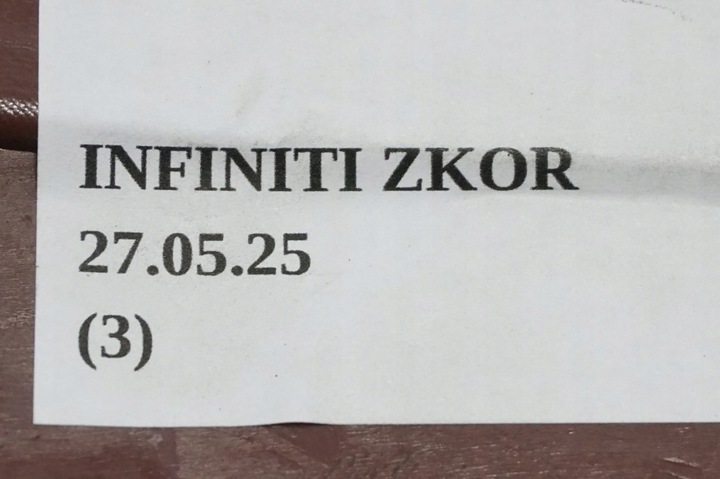 INFINITI ZKOR
27.05.25
(3)